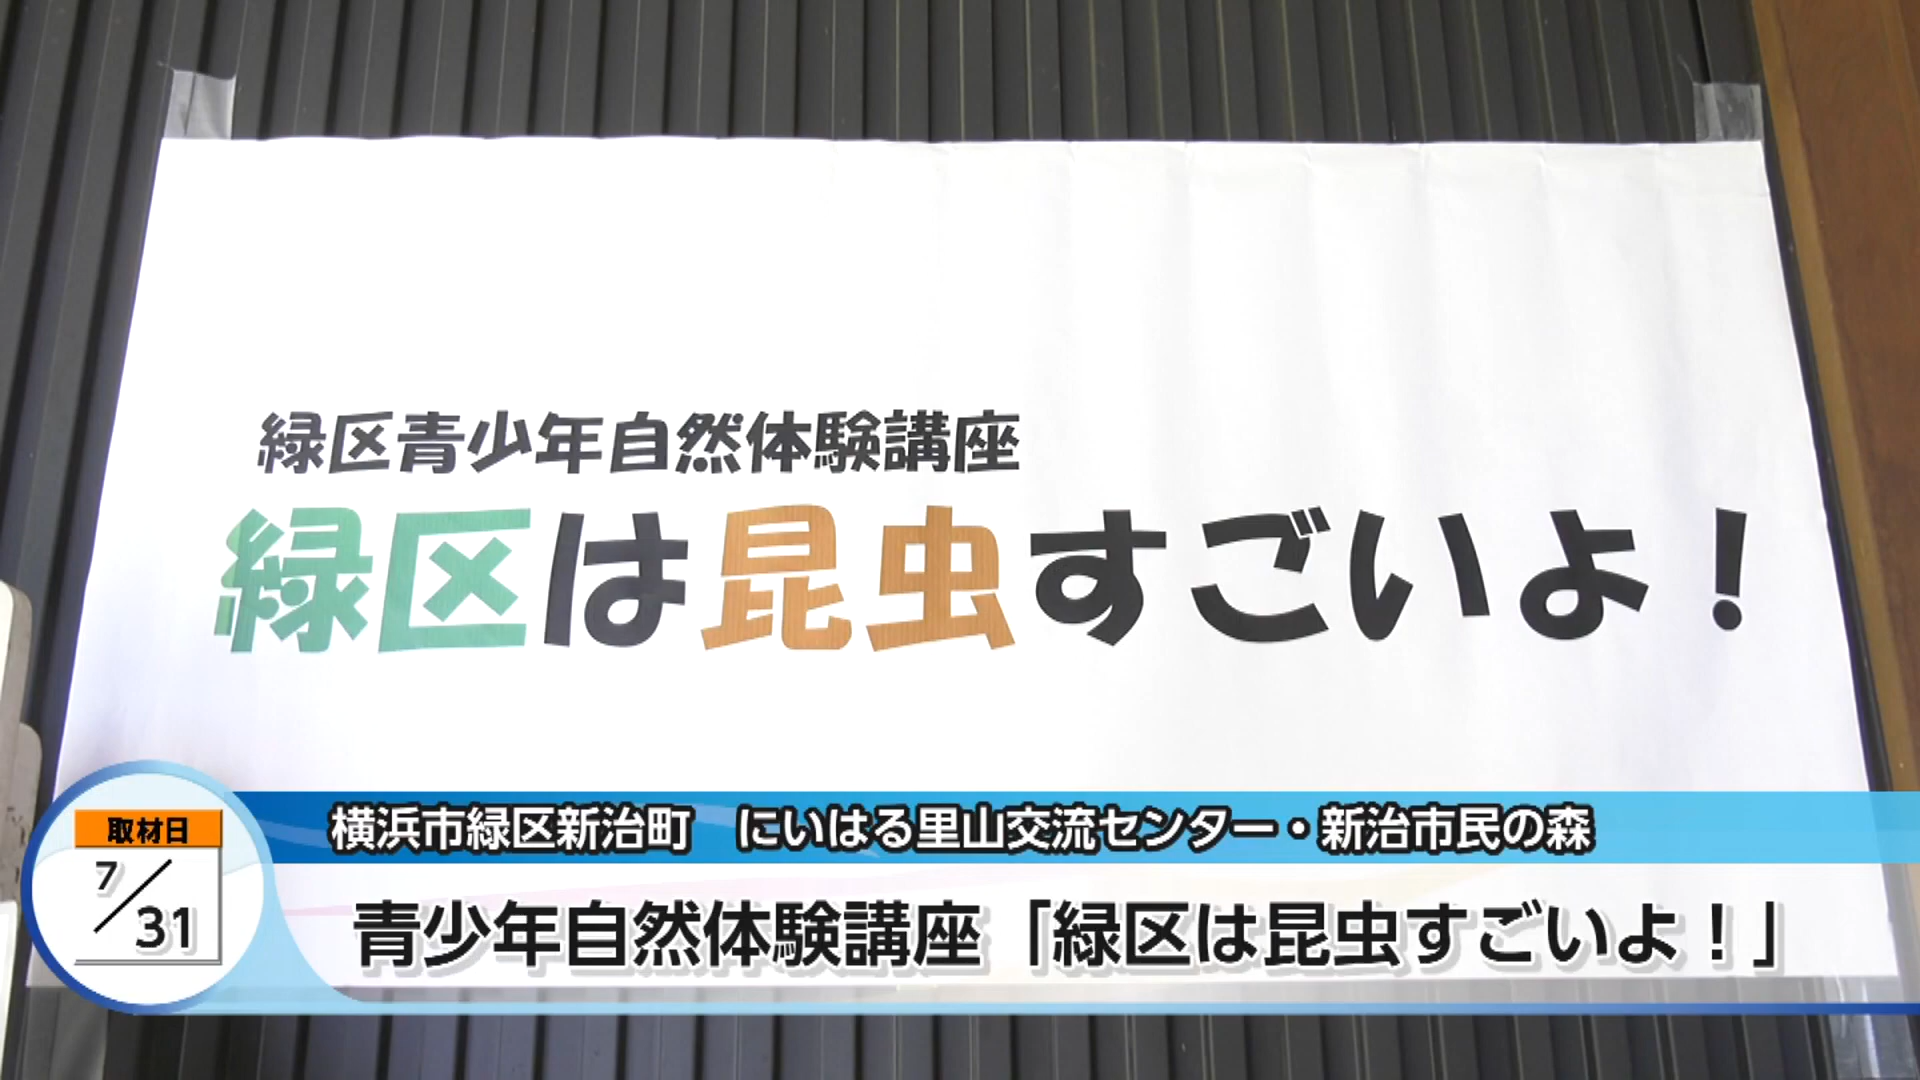 緑区青少年自然体験講座
緑区は昆虫すごいよ！
取材日
7/31
横浜市緑区新治町　にいはる里山交流センター・新治市民の森
青少年自然体験講座「緑区は昆虫すごいよ！」